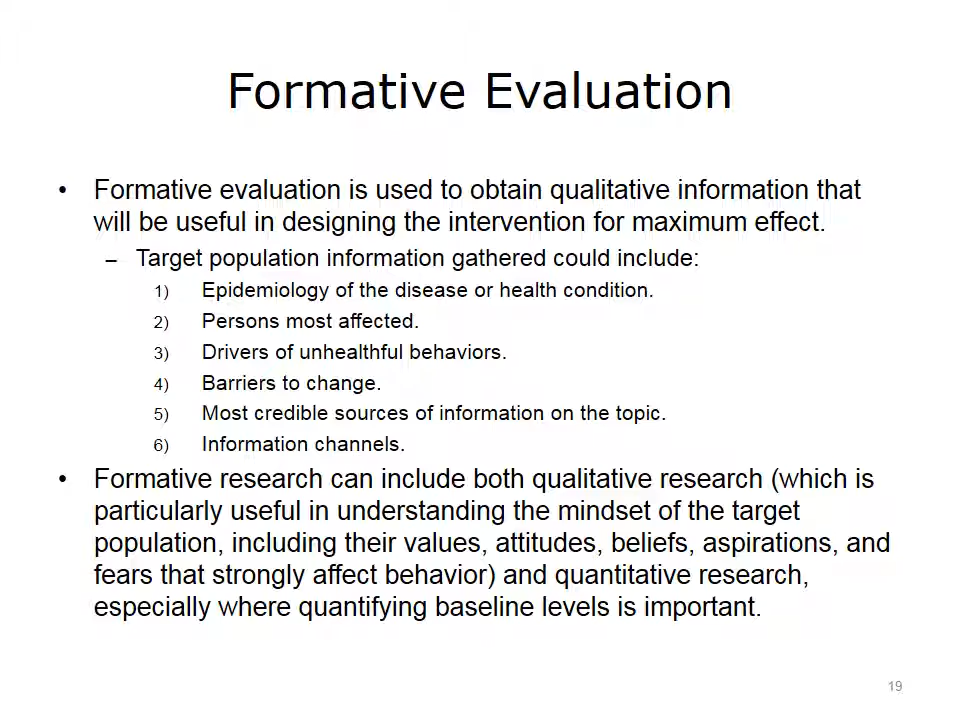 Formative Evaluation
• Formative evaluation is used to obtain qualitative information that
will be useful in designing the intervention for maximum effect.
– Target population information gathered could include:
1) Epidemiology of the disease or health condition.
2) Persons most affected.
3) Drivers of unhealthful behaviors.
4) Barriers to change.
5) Most credible sources of information on the topic.
6) Information channels.
• Formative research can include both qualitative research (which is
particularly useful in understanding the mindset of the target
population, including their values, attitudes, beliefs, aspirations, and
fears that strongly affect behavior) and quantitative research,
especially where quantifying baseline levels is important.
19